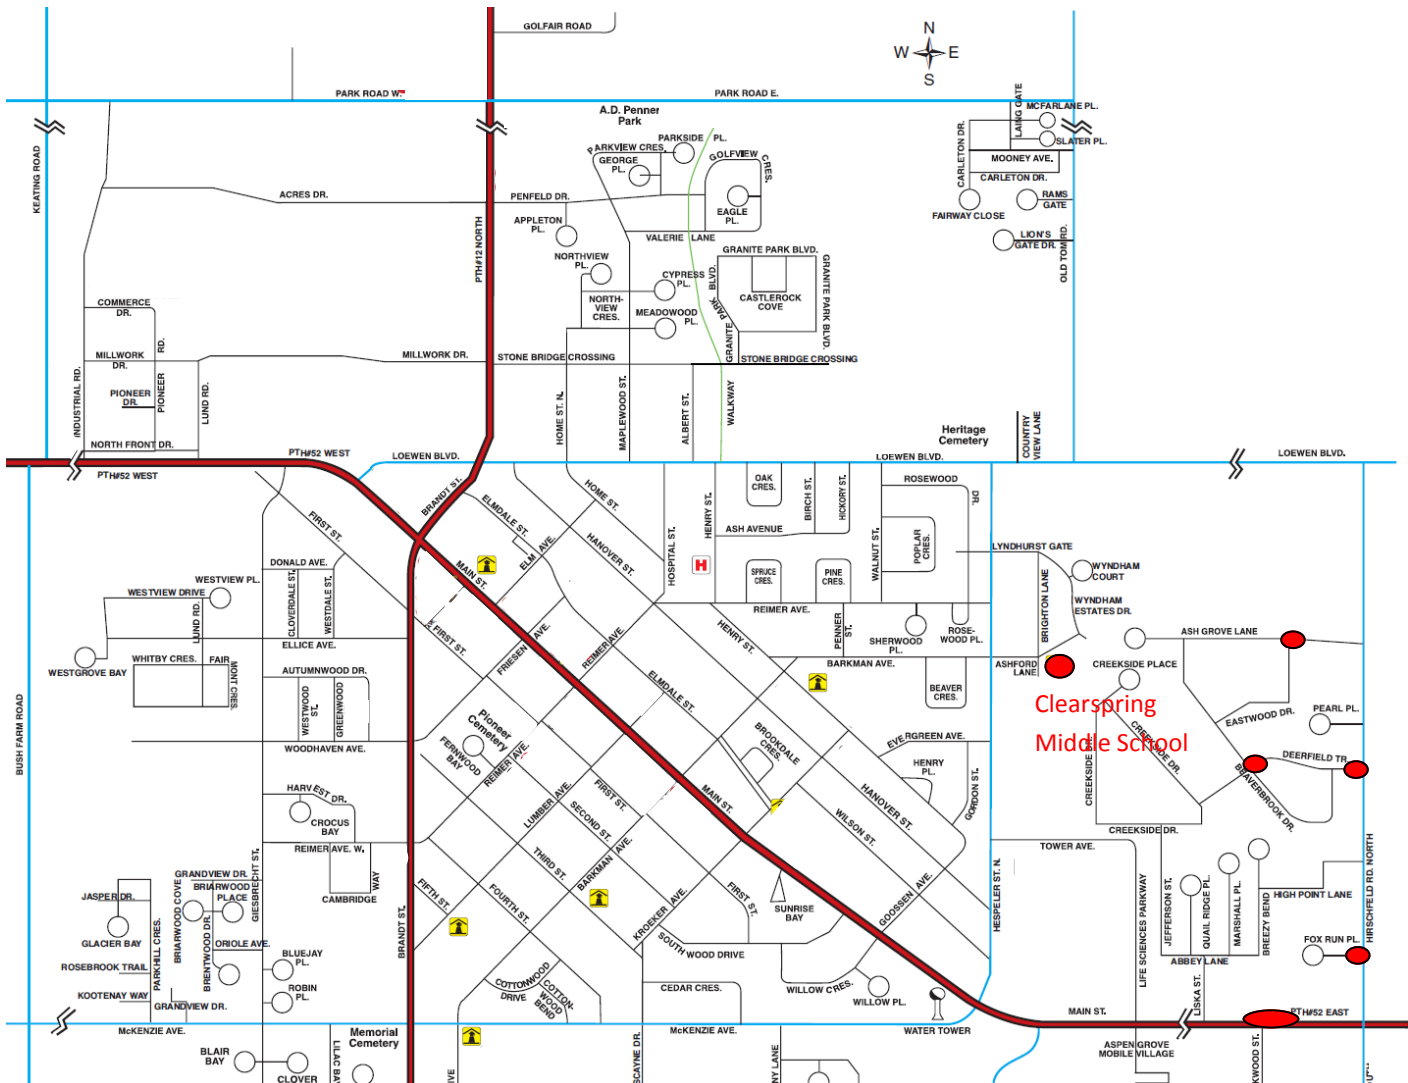 GOLFAIR ROAD
N
W E
S
PARK ROAD W.
PARK ROAD E.
A.D. Penner
Park
MCFARLANE PL.
LAING GATE
SLATER PL.
CARLETON DR.
MOONEY AVE.
CARLETON DR.
RAMS
GATE
FAIRWAY CLOSE
LION'S
GATE DR.
OLD TOM RD.
KEATING ROAD
PARKSIDE PL.
PARKVIEW CRES.
GEORGE
PL.
GOLFVIEW CRES.
EAGLE
PL.
ACRES DR.
PENFELD DR.
APPLETON
PL.
VALERIE LANE
PTH#12 NORTH
NORTHVIEW
PL.
CYPRESS
PL.
NORTH-
VIEW
CRES.
MEADOWOOD
PL.
GRANITE PARK BLVD.
GRANITE PARK BLVD.
GRANITE PARK BLVD.
CASTLEROCK
COVE
COMMERCE
DR.
MILLWORK
DR.
PIONEER RD.
PIONEER
DR.
LUND RD.
INDUSTRIAL RD.
NORTH FRONT DR.
MILLWORK DR.
STONE BRIDGE CROSSING
STONE BRIDGE CROSSING
HOME ST. N.
MAPLEWOOD ST.
ALBERT ST.
WALKWAY
Heritage
Cemetery
COUNTRY
VIEW LANE
PTH#52 WEST
PTH#52 WEST
LOEWEN BLVD.
LOEWEN BLVD.
LOEWEN BLVD.
BRANDT ST.
ELMDALE ST.
HOME ST.
HANOVER ST.
ELM AVE.
FIRST ST.
MAIN ST.
HOSPITAL ST.
HENRY ST.
H
OAK
CRES.
BIRCH ST.
HICKORY ST.
ASH AVENUE
SPRUCE
CRES.
PINE
CRES.
WALNUT ST.
ROSEWOOD DR.
POPLAR
CRES.
LYNDHURST GATE
WYNDHAM
COURT
WYNDHAM
ESTATES DR.
BRIGHTON LANE
ASHFORD
LANE
REIMER AVE.
PENNER
ST.
SHERWOOD
PL.
ROSE-
WOOD PL.
BARKMAN AVE.
BEAVER
CRES.
DONALD AVE.
CLOVERDALE ST.
WESTDALE ST.
ELLICE AVE.
WESTVIEW PL.
WESTVIEW DRIVE
LUND RD.
WESTGROVE BAY
WHITBY CRES.
FAIR
MONT CRES.
AUTUMNWOOD DR.
WESTWOOD
ST.
GREENWOOD
WOODHAVEN AVE.
FIRST ST.
FRIESEN AVE.
REIMER AVE.
HENRY ST.
ELMDALE ST.
Pioneer
Cemetery
FERNWOOD
BAY
REIMER AVE.
BROOKDALE
CRES.
EVERGREEN AVE.
HENRY
PL.
GORDON ST.
HANOVER ST.
WILSON ST.
MAIN ST.
ASH GROVE LANE
CREEKSIDE PLACE
Clearspring
Middle School
CREEKSIDE DR.
CREEKSIDE DR.
CREEKSIDE DR.
EASTWOOD DR.
PEARL PL.
DEERFIELD TR.
BEAVERBROOK DR.
BUSH FARM ROAD
HARVEST DR.
CROCUS
BAY
REIMER AVE. W.
CAMBRIDGE WAY
GRANDVIEW DR.
BRIARWOOD
PLACE
GIESBRECHT ST.
JASPER DR.
GLACIER BAY
BRIARWOOD COVE
PARKHILL CRES.
BRENTWOOD DR.
ORIOLE AVE.
BLUEJAY
PL.
ROBIN
PL.
ROSEBROOK TRAIL
KOOTENAY WAY
GRANDVIEW DR.
McKENZIE AVE.
BRANDT ST.
LUMBER AVE.
FIRST ST.
SECOND ST.
THIRD ST.
BARKMAN AVE.
FOURTH ST.
FIFTH ST.
KROEKER AVE.
FIRST ST.
SUNRISE
BAY
GOOSSEN AVE.
SOUTH WOOD DRIVE
COTTONWOOD
DRIVE
COTTON-
WOOD
BEND
CEDAR CRES.
WILLOW CRES.
WILLOW PL.
WATER TOWER
HESPELER ST. N.
TOWER AVE.
LIFE SCIENCES PARKWAY
JEFFERSON ST.
QUAIL RIDGE PL.
MARSHALL PL.
BREEZY BEND
HIGH POINT LANE
HIRSCHFELD RD. NORTH
FOX RUN PL.
ABBEY LANE
LISKA ST.
MAIN ST.
PTH#52 EAST
McKENZIE AVE.
Memorial
Cemetery
BLAIR
BAY
CLOVER
ASPEN GROVE
MOBILE VILLAGE